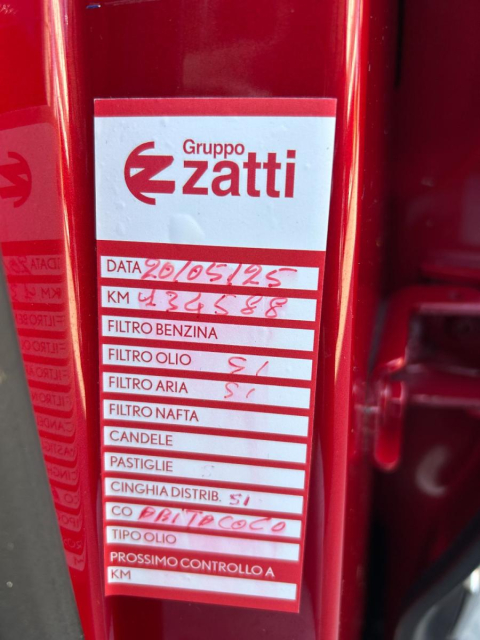 Gruppo
zatti
DATA 20/05/25
KM 134588
FILTRO BENZINA
FILTRO OLIO SI
FILTRO ARIA SI
FILTRO NAFTA
CANDELE
PASTIGLIE
CINGHIA DISTRIB. SI
CO
TIPO OLIO
PROSSIMO CONTROLLO A
KM